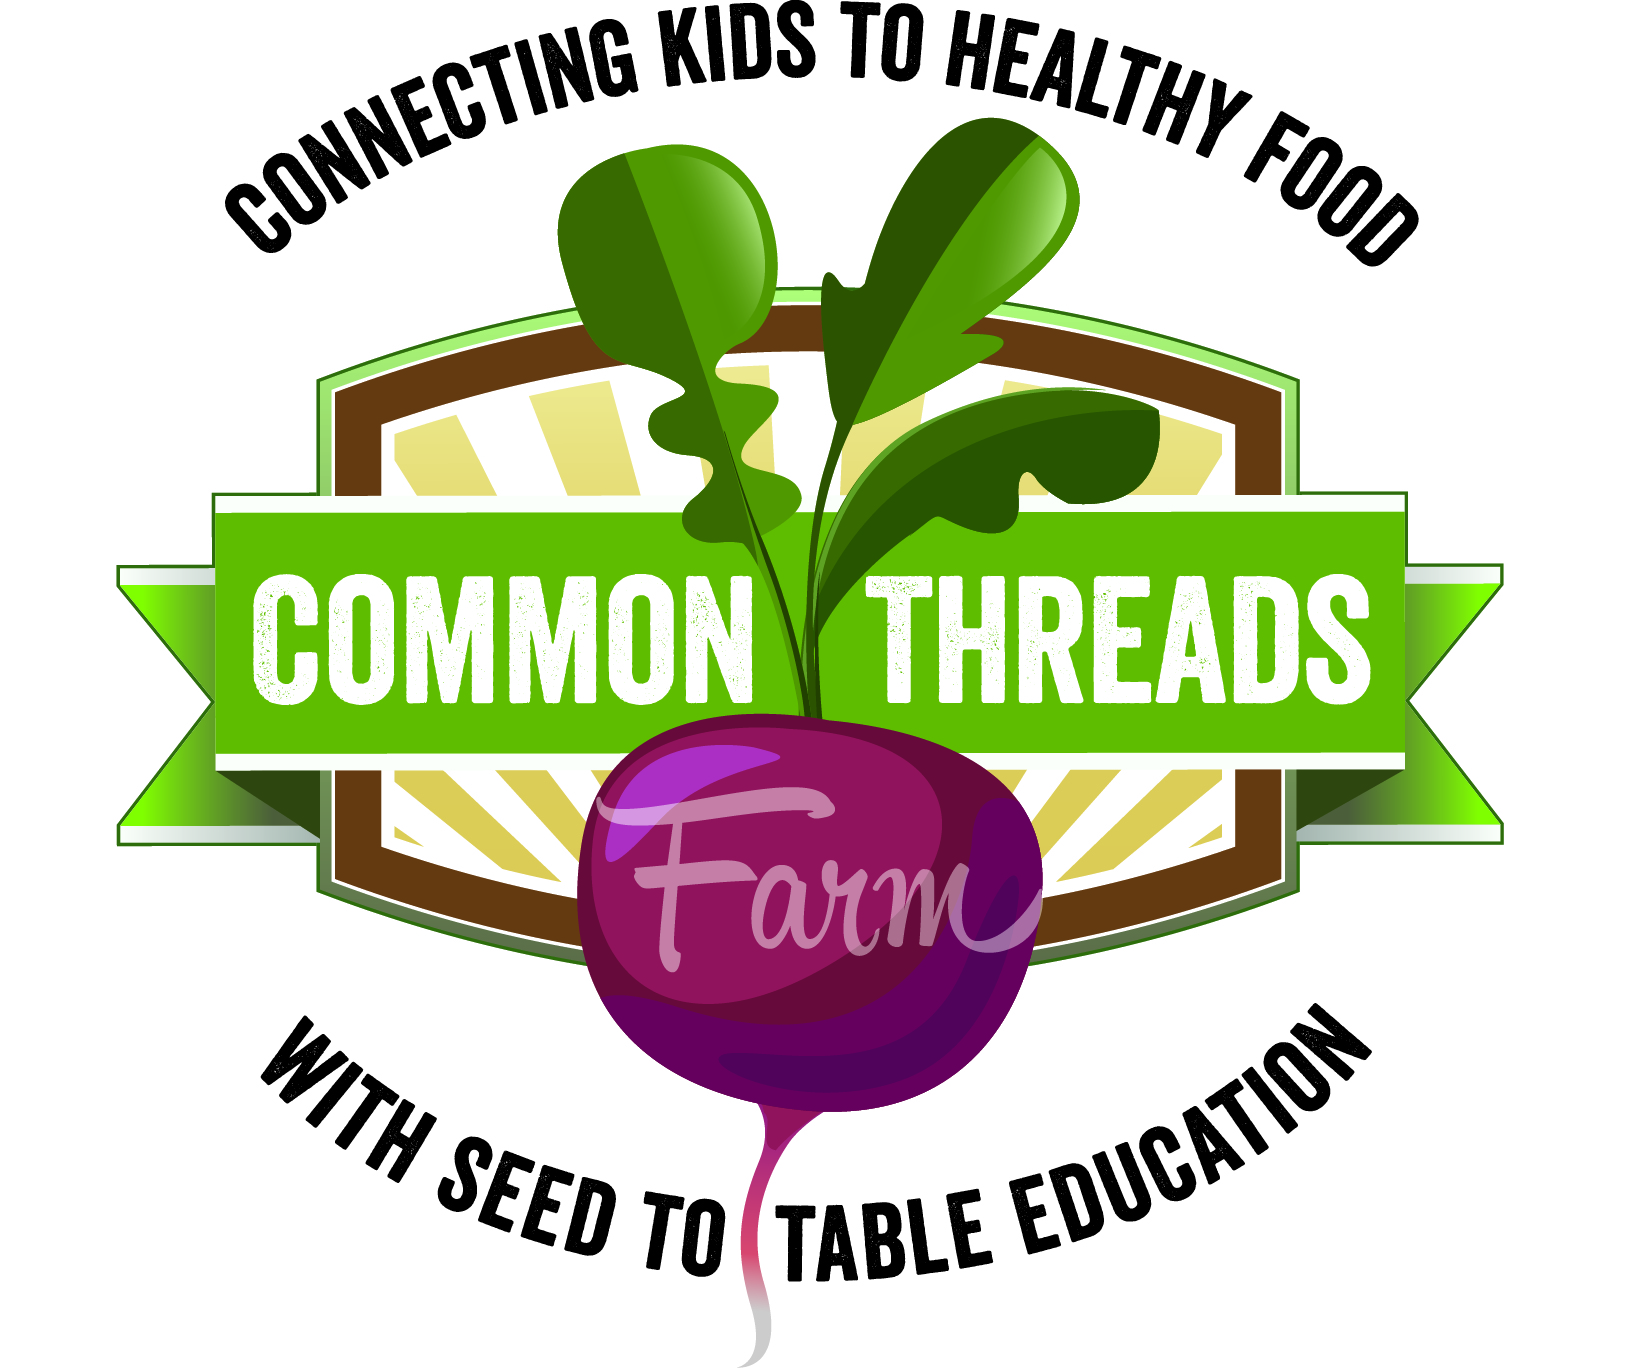 CONNECTING KIDS TO HEALTHY FOOD
COMMON THREADS
Farm
WITH SEED TO TABLE EDUCATION